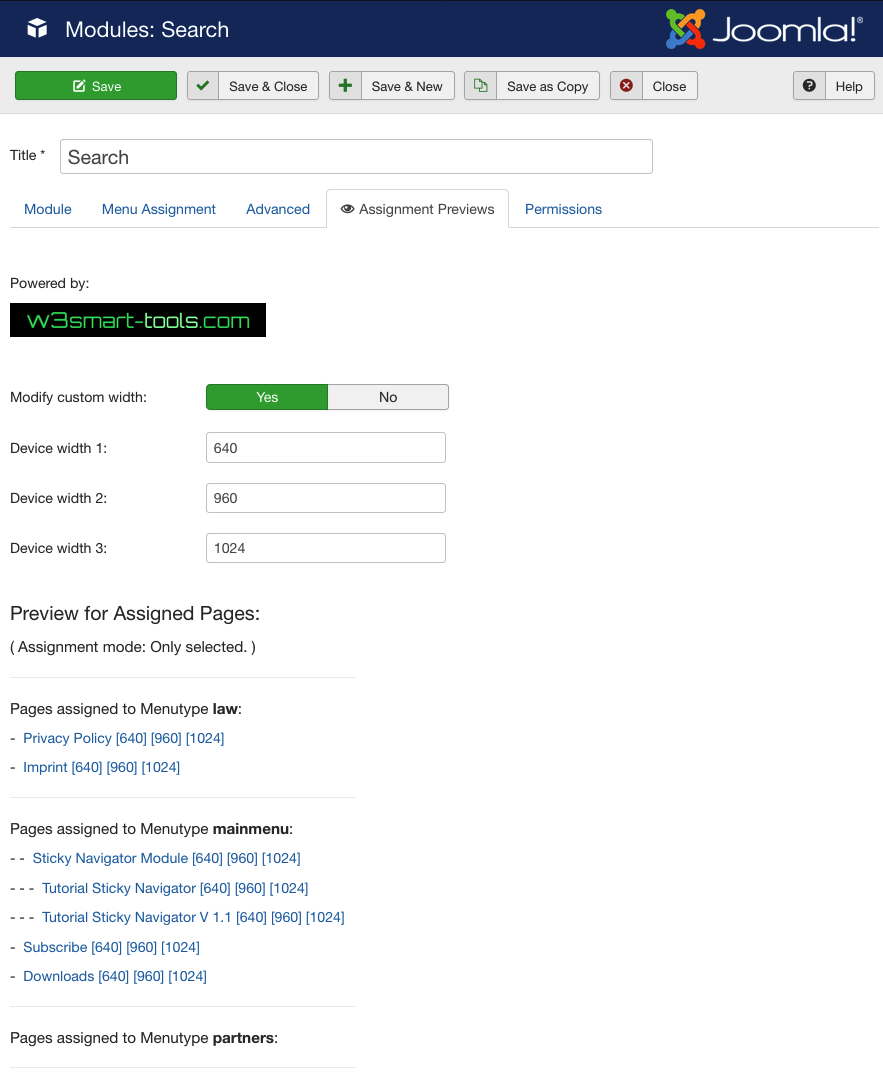 Modules: Search
Joomla!®
Save
Save & Close
Save & New
Save as Copy
Close
Help
Title *
Search
Module
Menu Assignment
Advanced
Assignment Previews
Permissions
Powered by:
w3smart-tools.com
Modify custom width:
Yes
No
Device width 1:
640
Device width 2:
960
Device width 3:
1024
Preview for Assigned Pages:
( Assignment mode: Only selected. )
Pages assigned to Menutype law:
- Privacy Policy [640] [960] [1024]
- Imprint [640] [960] [1024]
Pages assigned to Menutype mainmenu:
- - Sticky Navigator Module [640] [960] [1024]
- - - Tutorial Sticky Navigator [640] [960] [1024]
- - - Tutorial Sticky Navigator V 1.1 [640] [960] [1024]
- Subscribe [640] [960] [1024]
- Downloads [640] [960] [1024]
Pages assigned to Menutype partners: